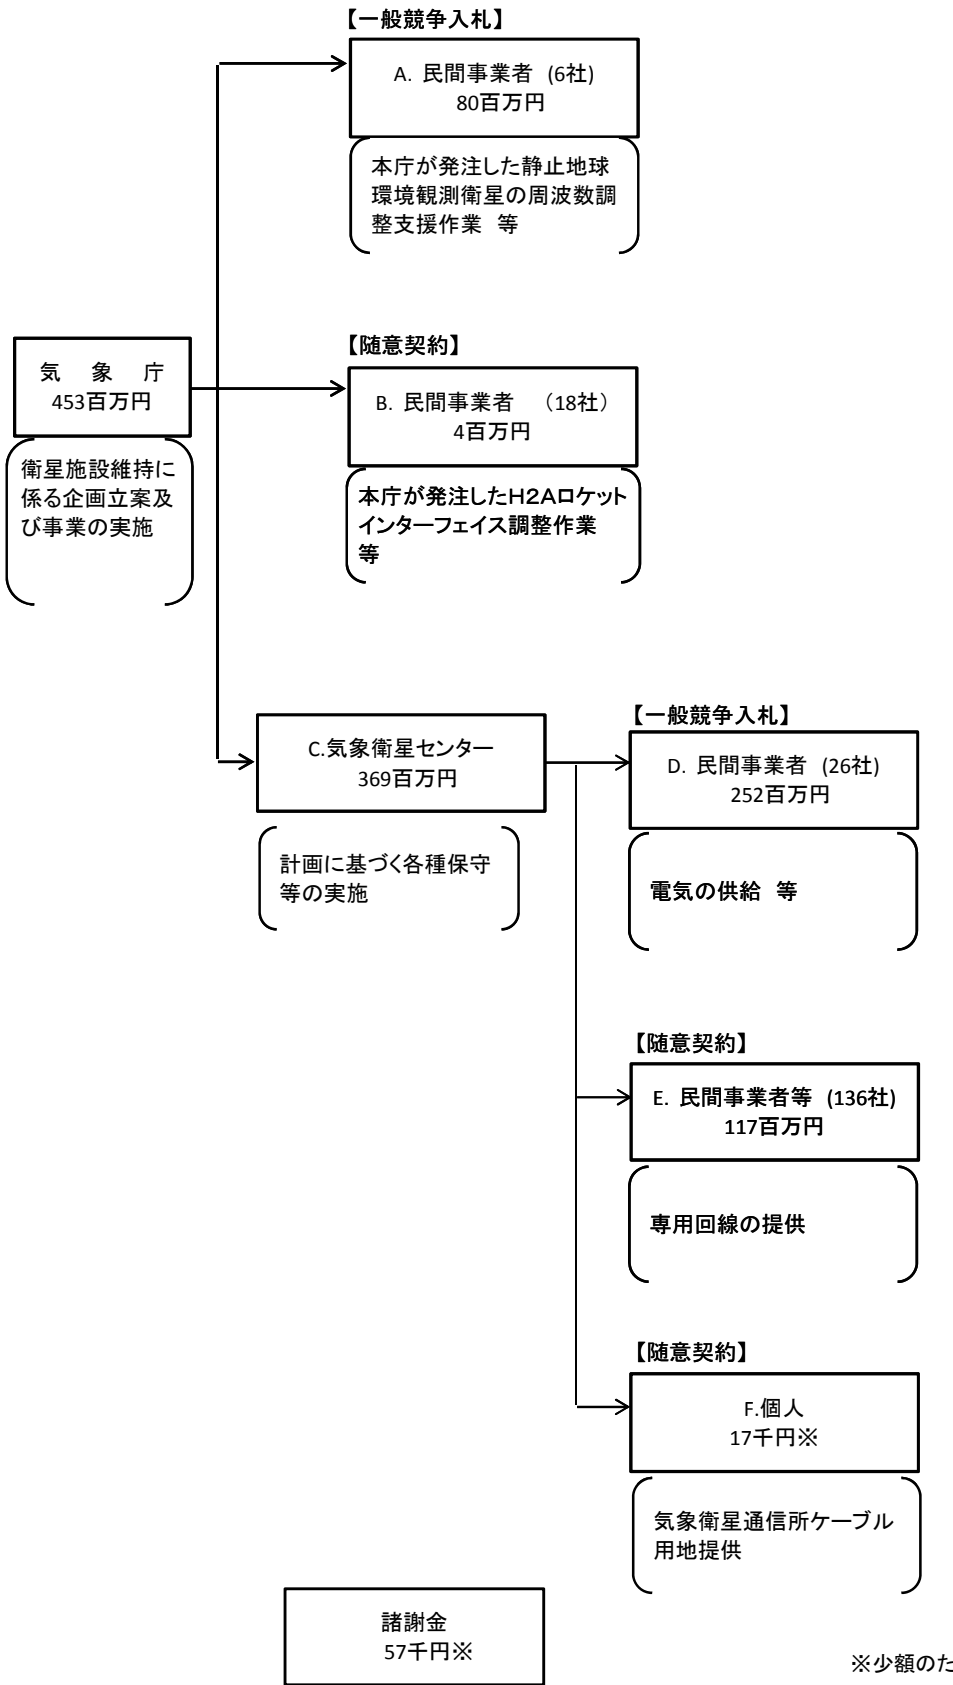 【一般競争入札】
A. 民間事業者 (6社)
80百万円
本庁が発注した静止地球
環境観測衛星の周波数調
整支援作業 等
気 象 庁
453百万円
衛星施設維持に
係る企画立案及
び事業の実施
【随意契約】
B. 民間事業者 （18社）
4百万円
本庁が発注したH2Aロケット
インターフェイス調整作業
等
C.気象衛星センター
369百万円
計画に基づく各種保守
等の実施
【一般競争入札】
D. 民間事業者 (26社)
252百万円
電気の供給 等
【随意契約】
E. 民間事業者等 (136社)
117百万円
専用回線の提供
【随意契約】
F.個人
17千円※
気象衛星通信所ケーブル
用地提供
諸謝金
57千円※
※少額のた